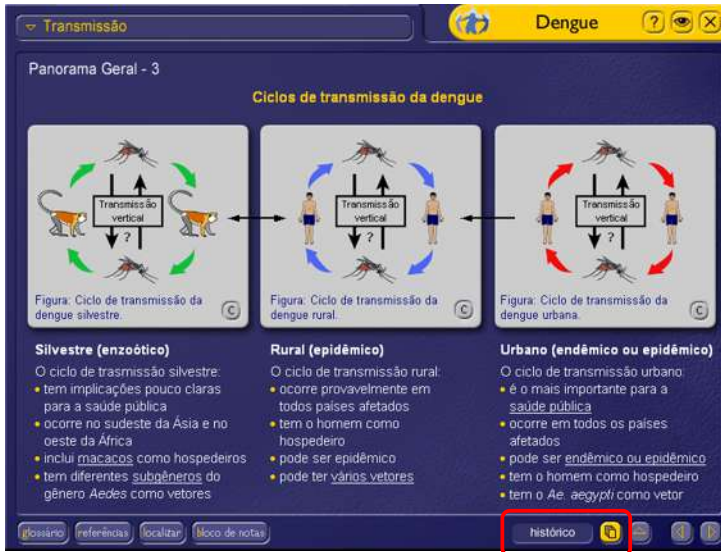 Transmissão
Dengue
?
Panorama Geral - 3
Ciclos de transmissão da dengue
Transmissão
vertical
?
Figura: Ciclo de transmissão da
dengue silvestre.
C
Transmissão
vertical
?
Figura: Ciclo de transmissão da
dengue rural.
C
Transmissão
vertical
?
Figura: Ciclo de transmissão da
dengue urbana.
C
Silvestre (enzoótico)
O ciclo de trasmissão silvestre:
• tem implicações pouco claras
para a saúde pública
• ocorre no sudeste da Ásia e no
oeste da África
• inclui macacos como hospedeiros
• tem diferentes subgêneros do
gênero Aedes como vetores
Rural (epidêmico)
O ciclo de transmissão rural:
• ocorre provavelmente em
todos países afetados
• tem o homem como
hospedeiro
• pode ser epidêmico
• pode ter vários vetores
Urbano (endêmico ou epidêmico)
O ciclo de transmissão urbano:
• é o mais importante para a
saúde pública
• ocorre em todos os países
afetados
• pode ser endêmico ou epidêmico
• tem o homem como hospedeiro
• tem o Ae. aegypti como vetor
glossário
referências
localizar
bloco de notas
histórico